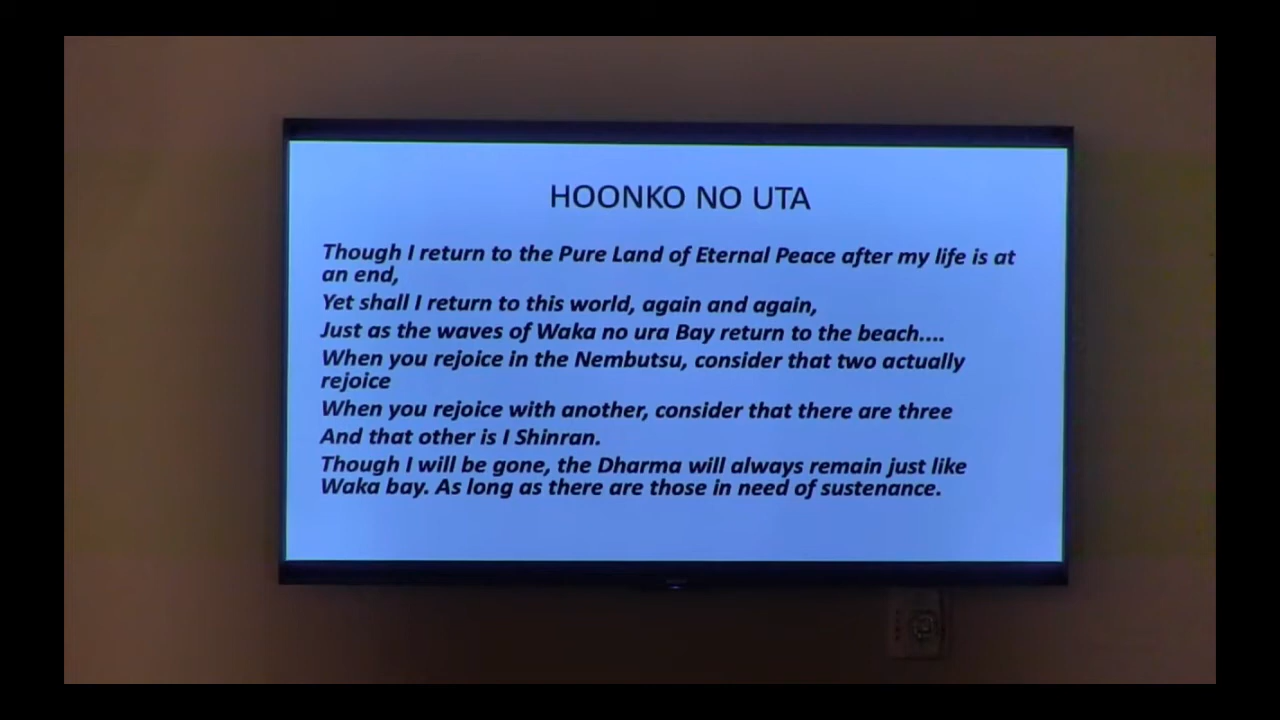 HOONKO NO UTA
Though I return to the Pure Land of Eternal Peace after my life is at
an end,
Yet shall I return to this world, again and again,
Just as the waves of Waka no ura Bay return to the beach....
When you rejoice in the Nembutsu, consider that two actually
rejoice
When you rejoice with another, consider that there are three
And that other is I Shinran.
Though I will be gone, the Dharma will always remain just like
Waka bay. As long as there are those in need of sustenance.